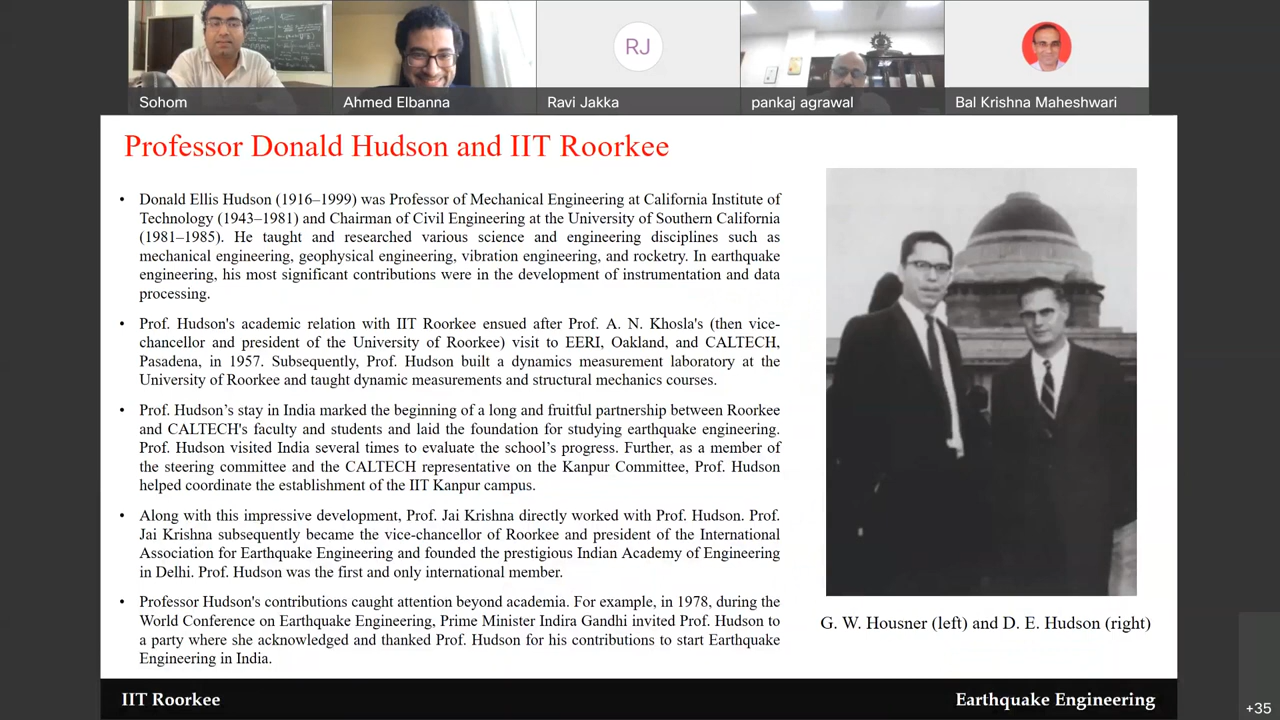 Sohom
Ahmed Elbanna
RJ
Ravi Jakka
pankaj agrawal
Bal Krishna Maheshwari
Professor Donald Hudson and IIT Roorkee
• Donald Ellis Hudson (1916–1999) was Professor of Mechanical Engineering at California Institute of
Technology (1943–1981) and Chairman of Civil Engineering at the University of Southern California
(1981–1985). He taught and researched various science and engineering disciplines such as
mechanical engineering, geophysical engineering, vibration engineering, and rocketry. In earthquake
engineering, his most significant contributions were in the development of instrumentation and data
processing.
• Prof. Hudson's academic relation with IIT Roorkee ensued after Prof. A. N. Khosla's (then vice-
chancellor and president of the University of Roorkee) visit to EERI, Oakland, and CALTECH,
Pasadena, in 1957. Subsequently, Prof. Hudson built a dynamics measurement laboratory at the
University of Roorkee and taught dynamic measurements and structural mechanics courses.
• Prof. Hudson’s stay in India marked the beginning of a long and fruitful partnership between Roorkee
and CALTECH's faculty and students and laid the foundation for studying earthquake engineering.
Prof. Hudson visited India several times to evaluate the school’s progress. Further, as a member of
the steering committee and the CALTECH representative on the Kanpur Committee, Prof. Hudson
helped coordinate the establishment of the IIT Kanpur campus.
• Along with this impressive development, Prof. Jai Krishna directly worked with Prof. Hudson. Prof.
Jai Krishna subsequently became the vice-chancellor of Roorkee and president of the International
Association for Earthquake Engineering and founded the prestigious Indian Academy of Engineering
in Delhi. Prof. Hudson was the first and only international member.
• Professor Hudson's contributions caught attention beyond academia. For example, in 1978, during the
World Conference on Earthquake Engineering, Prime Minister Indira Gandhi invited Prof. Hudson to
a party where she acknowledged and thanked Prof. Hudson for his contributions to start Earthquake
Engineering in India.
G. W. Housner (left) and D. E. Hudson (right)
IIT Roorkee
Earthquake Engineering
+35